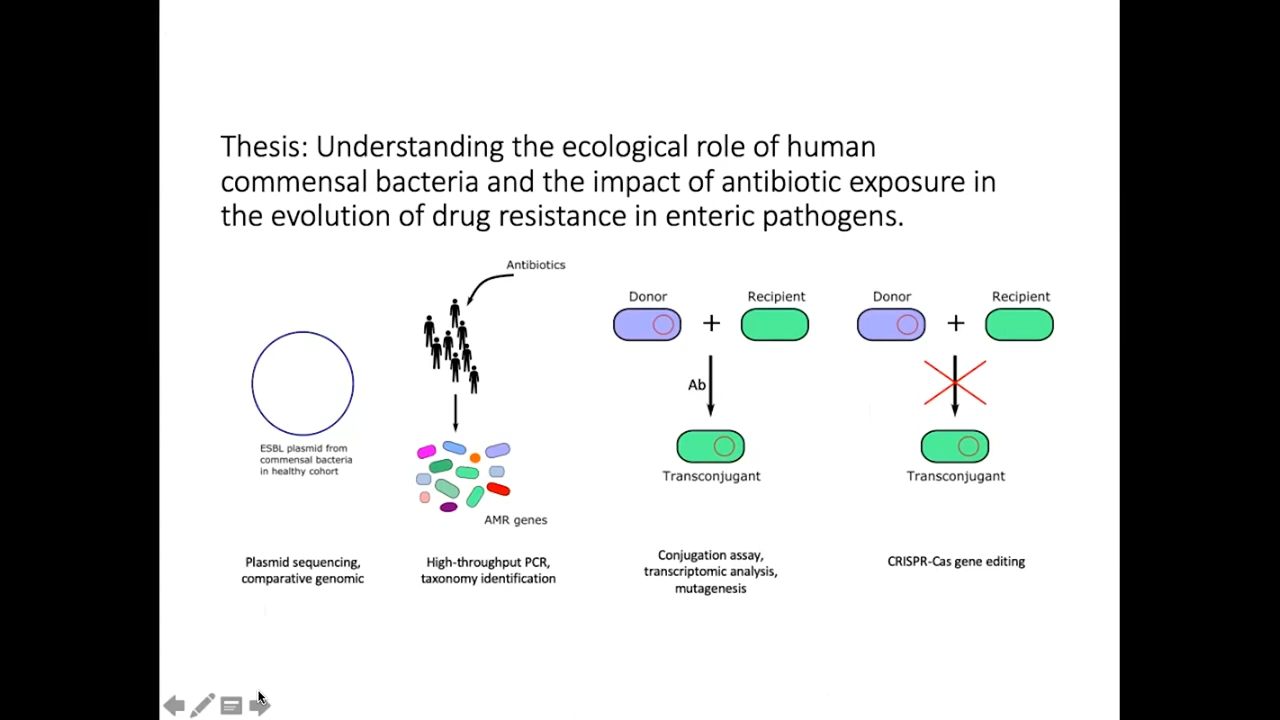 Thesis: Understanding the ecological role of human
commensal bacteria and the impact of antibiotic exposure in
the evolution of drug resistance in enteric pathogens.
Antibiotics
ESBL plasmid from
commensal bacteria
in healthy cohort
AMR genes
Donor
+
Recipient
Ab
Transconjugant
Donor
+
Recipient
Transconjugant
Plasmid sequencing,
comparative genomic
High-throughput PCR,
taxonomy identification
Conjugation assay,
transcriptomic analysis,
mutagenesis
CRISPR-Cas gene editing